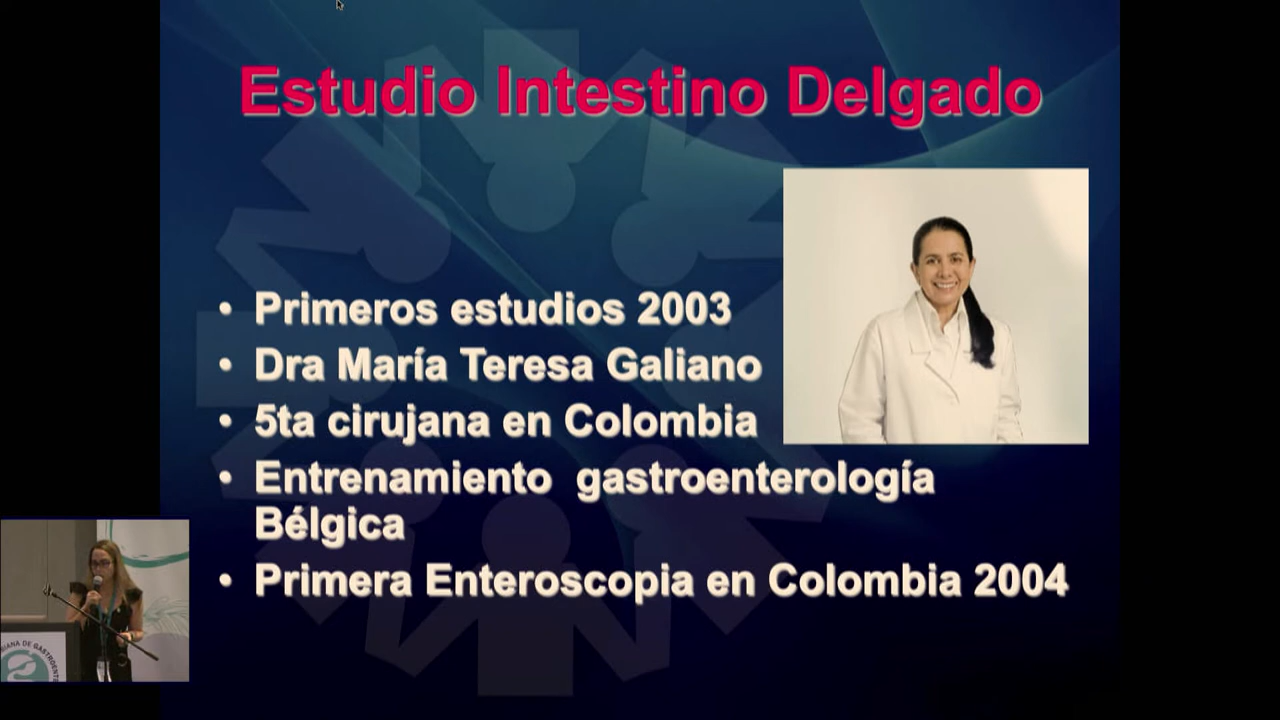 Estudio Intestino Delgado
• Primeros estudios 2003
• Dra María Teresa Galiano
• 5ta cirujana en Colombia
• Entrenamiento gastroenterología
Bélgica
• Primera Enteroscopia en Colombia 2004